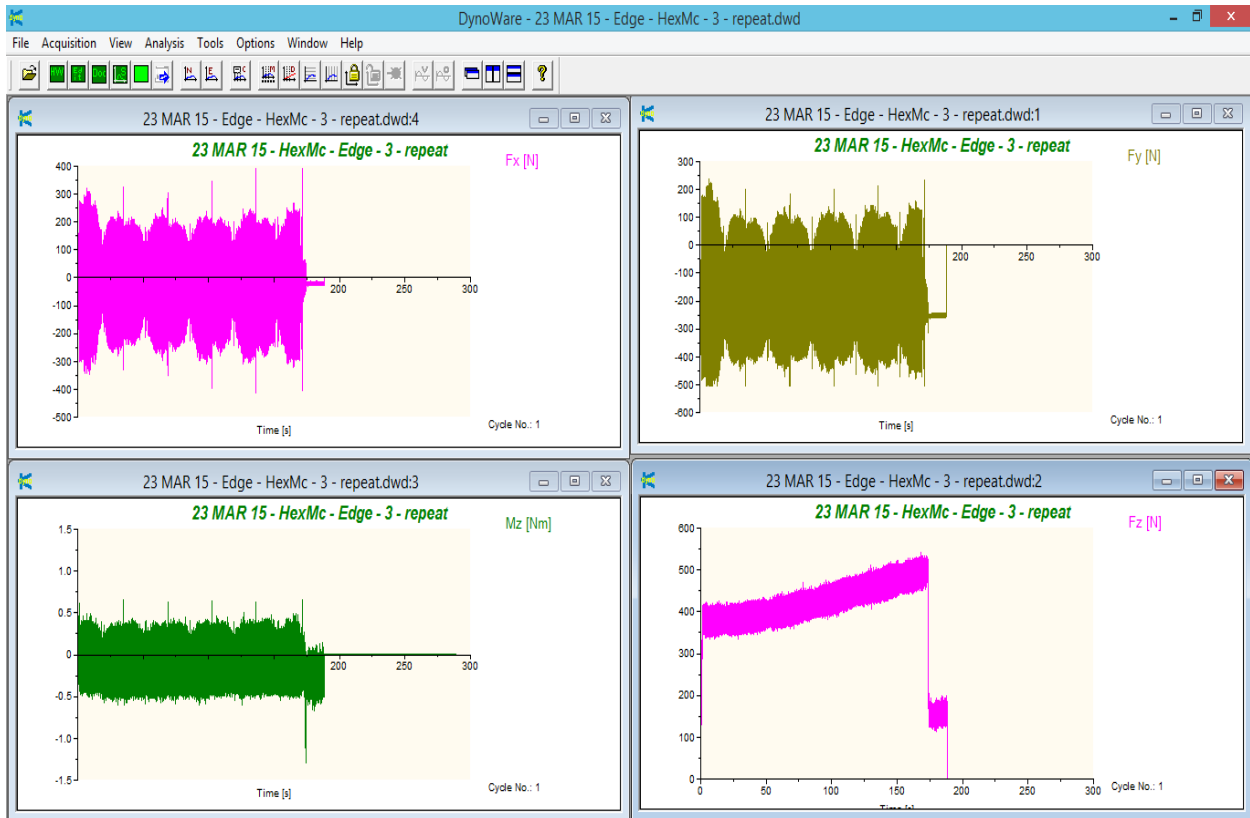 DynoWare - 23 MAR 15 - Edge - HexMc - 3 - repeat.dwd
File Acquisition View Analysis Tools Options Window Help
23 MAR 15 - Edge - HexMc - 3 - repeat.dwd:4
23 MAR 15 - HexMc - Edge - 3 - repeat
Fx [N]
400
300
200
100
0
-100
-200
-300
-400
-500
200 250 300
Time [s]
Cycle No.: 1
23 MAR 15 - Edge - HexMc - 3 - repeat.dwd:1
23 MAR 15 - HexMc - Edge - 3 - repeat
Fy [N]
300
200
100
0
-100
-200
-300
-400
-500
-600
200 250 300
Time [s]
Cycle No.: 1
23 MAR 15 - Edge - HexMc - 3 - repeat.dwd:3
23 MAR 15 - HexMc - Edge - 3 - repeat
Mz [Nm]
1.5
1.0
0.5
0
-0.5
-1.0
-1.5
200 250 300
Time [s]
Cycle No.: 1
23 MAR 15 - Edge - HexMc - 3 - repeat.dwd:2
23 MAR 15 - HexMc - Edge - 3 - repeat
Fz [N]
600
500
400
300
200
100
0
0 50 100 150 200 250 300
Cycle No.: 1